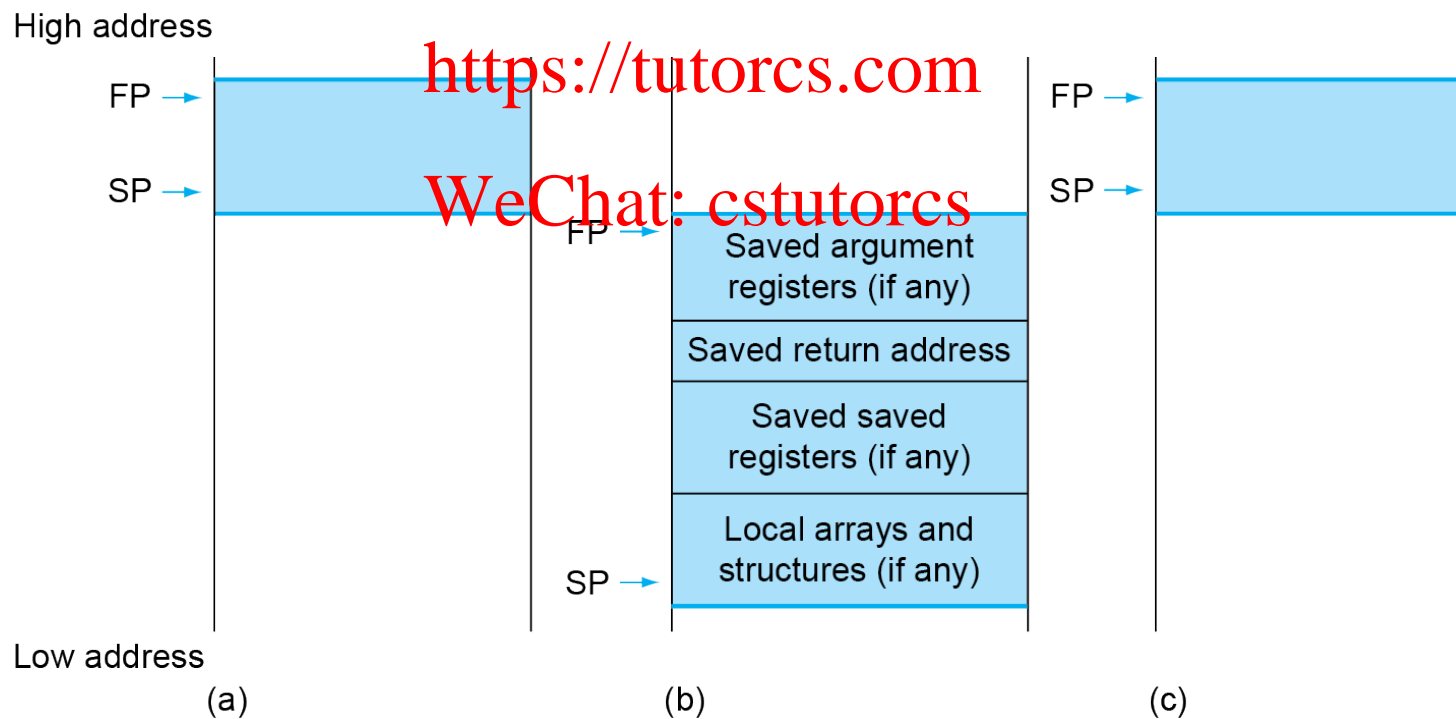 High address
https://tutorcs.com
FP
FP
SP
WeChat: cstutorcs
SP
FP
Saved argument
registers (if any)
Saved return address
Saved saved
registers (if any)
Local arrays and
structures (if any)
SP
Low address
(a)
(b)
(c)